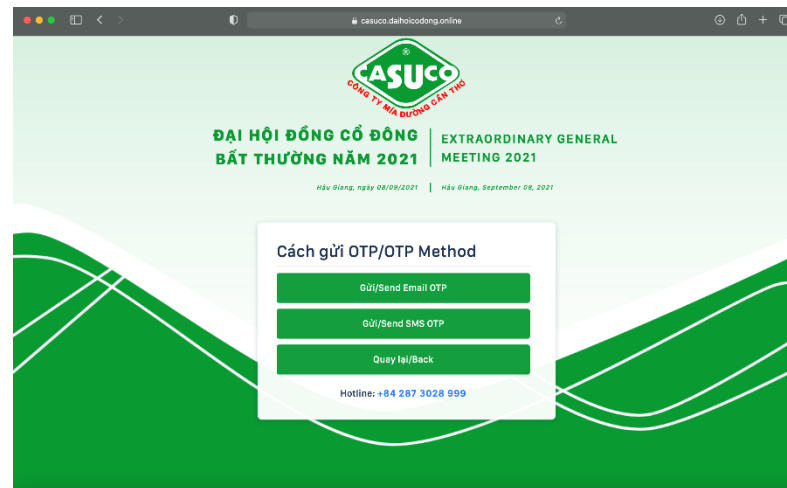 casuco.daihoicodong.online
®
CASUCO
CÔNG TY MÍA ĐƯỜNG CẦN THƠ
ĐẠI HỘI ĐỒNG CỔ ĐÔNG
BẤT THƯỜNG NĂM 2021
EXTRAORDINARY GENERAL
MEETING 2021
Hậu Giang, ngày 08/09/2021
Hậu Giang, September 08, 2021
Cách gửi OTP/OTP Method
Gửi/Send Email OTP
Gửi/Send SMS OTP
Quay lại/Back
Hotline: +84 287 3028 999